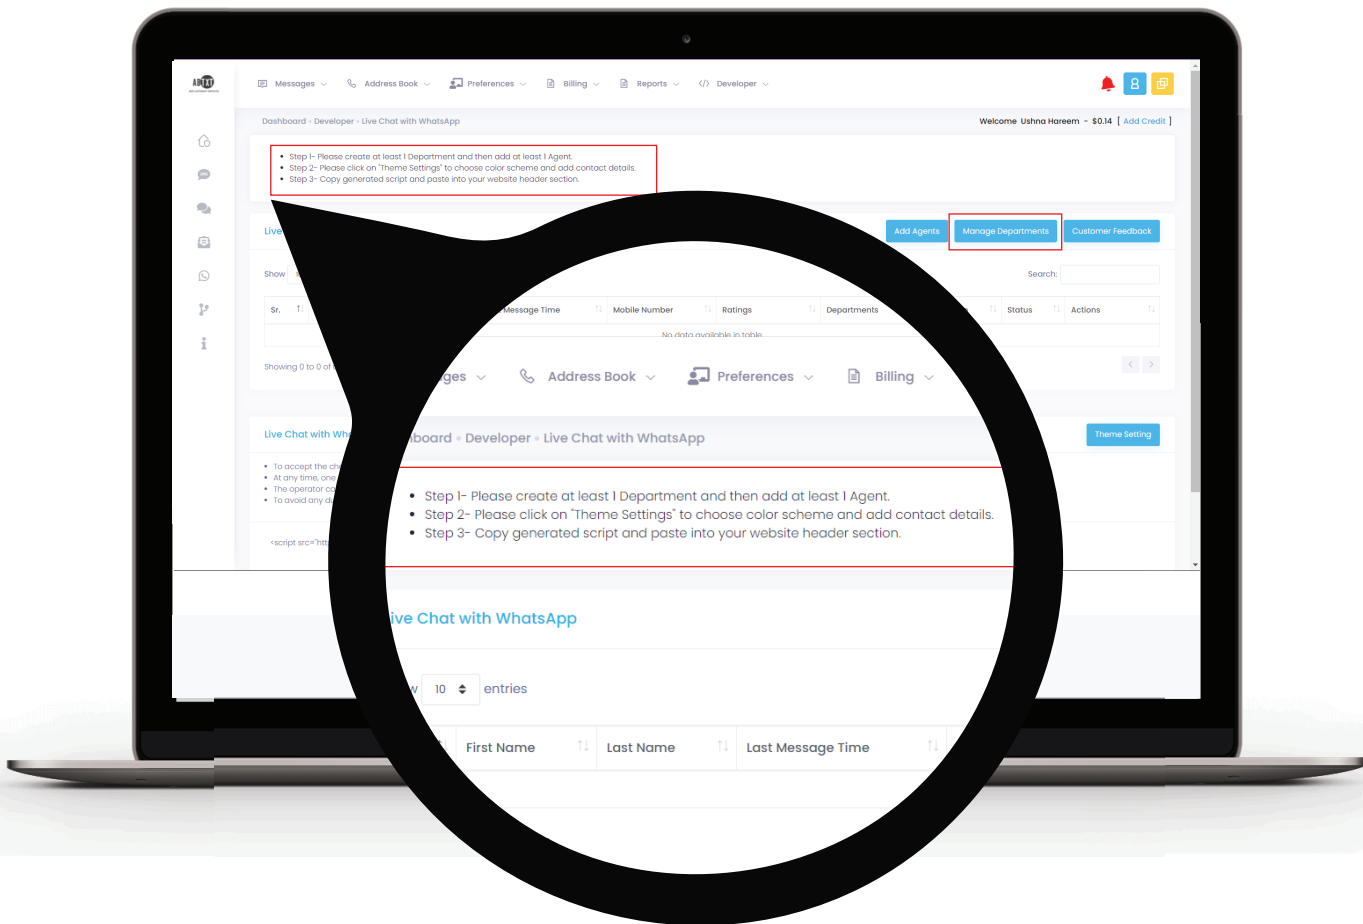 Messages Address Book Preferences Billing Reports </> Developer
Dashboard Developer Live Chat with WhatsApp
Welcome Ushna Hareem - $0.14 [ Add Credit ]
• Step 1- Please create at least 1 Department and then add at least 1 Agent.
• Step 2- Please click on "Theme Settings" to choose color scheme and add contact details.
• Step 3- Copy generated script and paste into your website header section.
Live
Add Agents Manage Departments Customer Feedback
Show
Search:
Sr. Message Time Mobile Number Ratings Departments Status Actions
No data available in table
Showing 0 to 0 of
Live Chat with Wh
Theme Setting
• To accept the ch
• At any time, one
• The operator ca
• To avoid any du
<script src="http
ges Address Book Preferences Billing
board Developer Live Chat with WhatsApp
• Step 1- Please create at least 1 Department and then add at least 1 Agent.
• Step 2- Please click on "Theme Settings" to choose color scheme and add contact details.
• Step 3- Copy generated script and paste into your website header section.
ive Chat with WhatsApp
w 10 entries
First Name Last Name Last Message Time